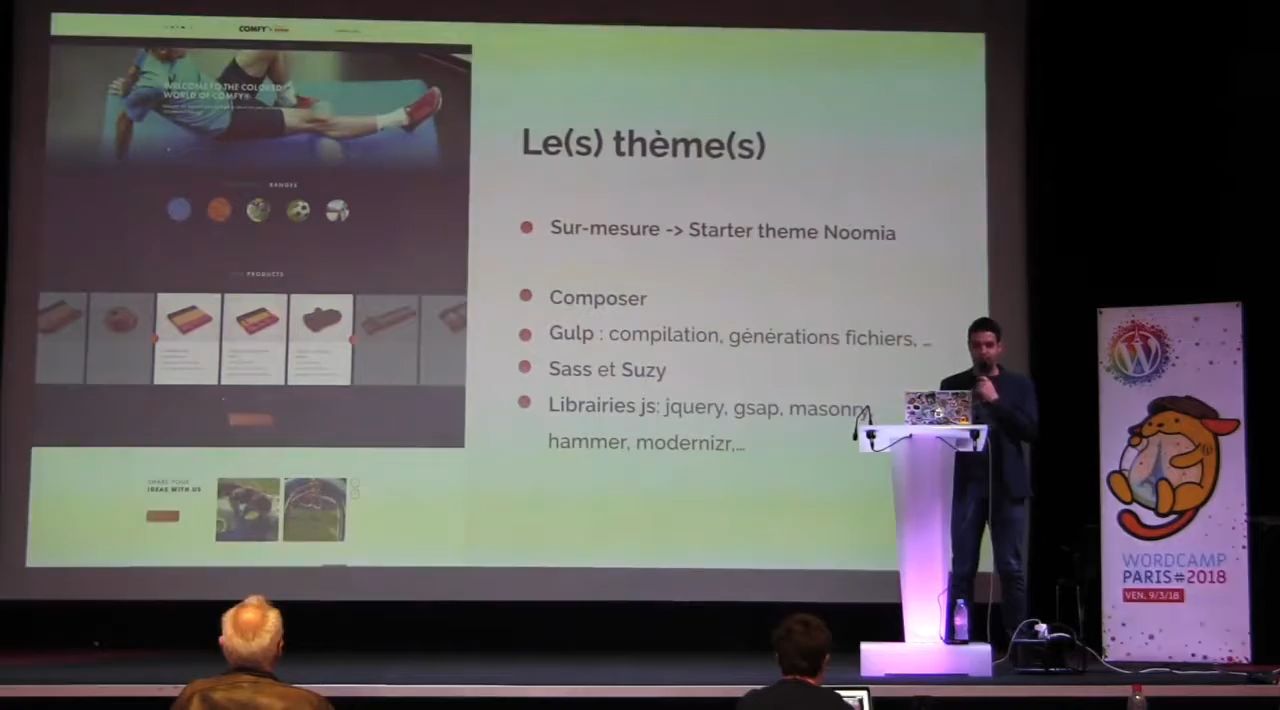 COMFY
WELCOME TO THE COLORED
WORLD OF COMFY®
RANGES
PRODUCTS
SHARE YOUR
IDEAS WITH US
Le(s) thème(s)
Sur-mesure -> Starter theme Noomia
Composer
Gulp : compilation, générations fichiers, ...
Sass et Suzy
Librairies js: jquery, gsap, masonry,
hammer, modernizr,...
WORDCAMP
PARIS#2018
VEN. 9/3/18